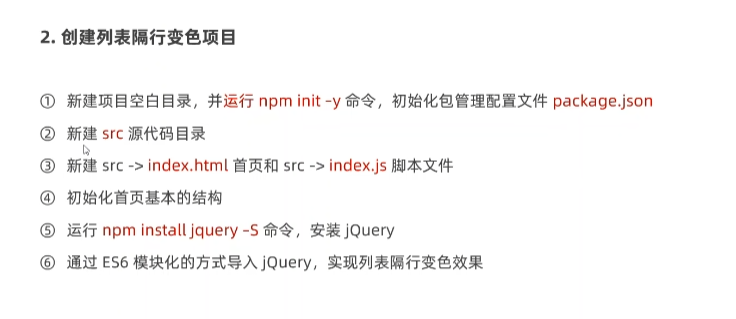 2. 创建列表隔行变色项目
① 新建项目空白目录，并运行 npm init –y 命令，初始化包管理配置文件 package.json
② 新建 src 源代码目录
③ 新建 src -> index.html 首页和 src -> index.js 脚本文件
④ 初始化首页基本的结构
⑤ 运行 npm install jquery –S 命令，安装 jQuery
⑥ 通过 ES6 模块化的方式导入 jQuery，实现列表隔行变色效果